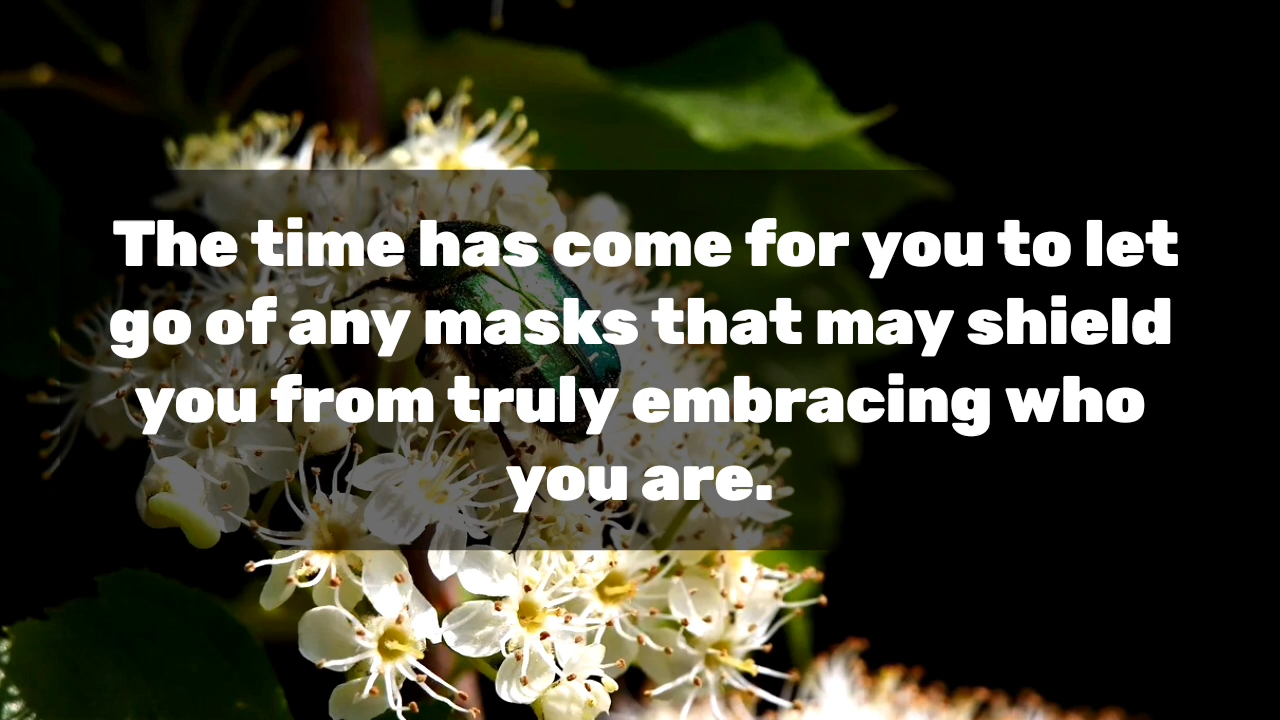 The time has come for you to let
go of any masks that may shield
you from truly embracing who
you are.